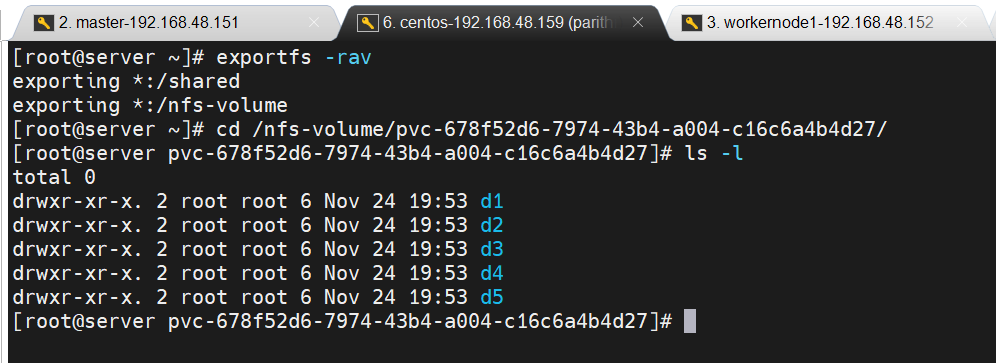 2. master-192.168.48.151
6. centos-192.168.48.159 (parith
3. workernode1-192.168.48.152
[root@server ~]# exportfs -rav
exporting *:/shared
exporting *:/nfs-volume
[root@server ~]# cd /nfs-volume/pvc-678f52d6-7974-43b4-a004-c16c6a4b4d27/
[root@server pvc-678f52d6-7974-43b4-a004-c16c6a4b4d27]# ls -l
total 0
drwxr-xr-x. 2 root root 6 Nov 24 19:53 d1
drwxr-xr-x. 2 root root 6 Nov 24 19:53 d2
drwxr-xr-x. 2 root root 6 Nov 24 19:53 d3
drwxr-xr-x. 2 root root 6 Nov 24 19:53 d4
drwxr-xr-x. 2 root root 6 Nov 24 19:53 d5
[root@server pvc-678f52d6-7974-43b4-a004-c16c6a4b4d27]#